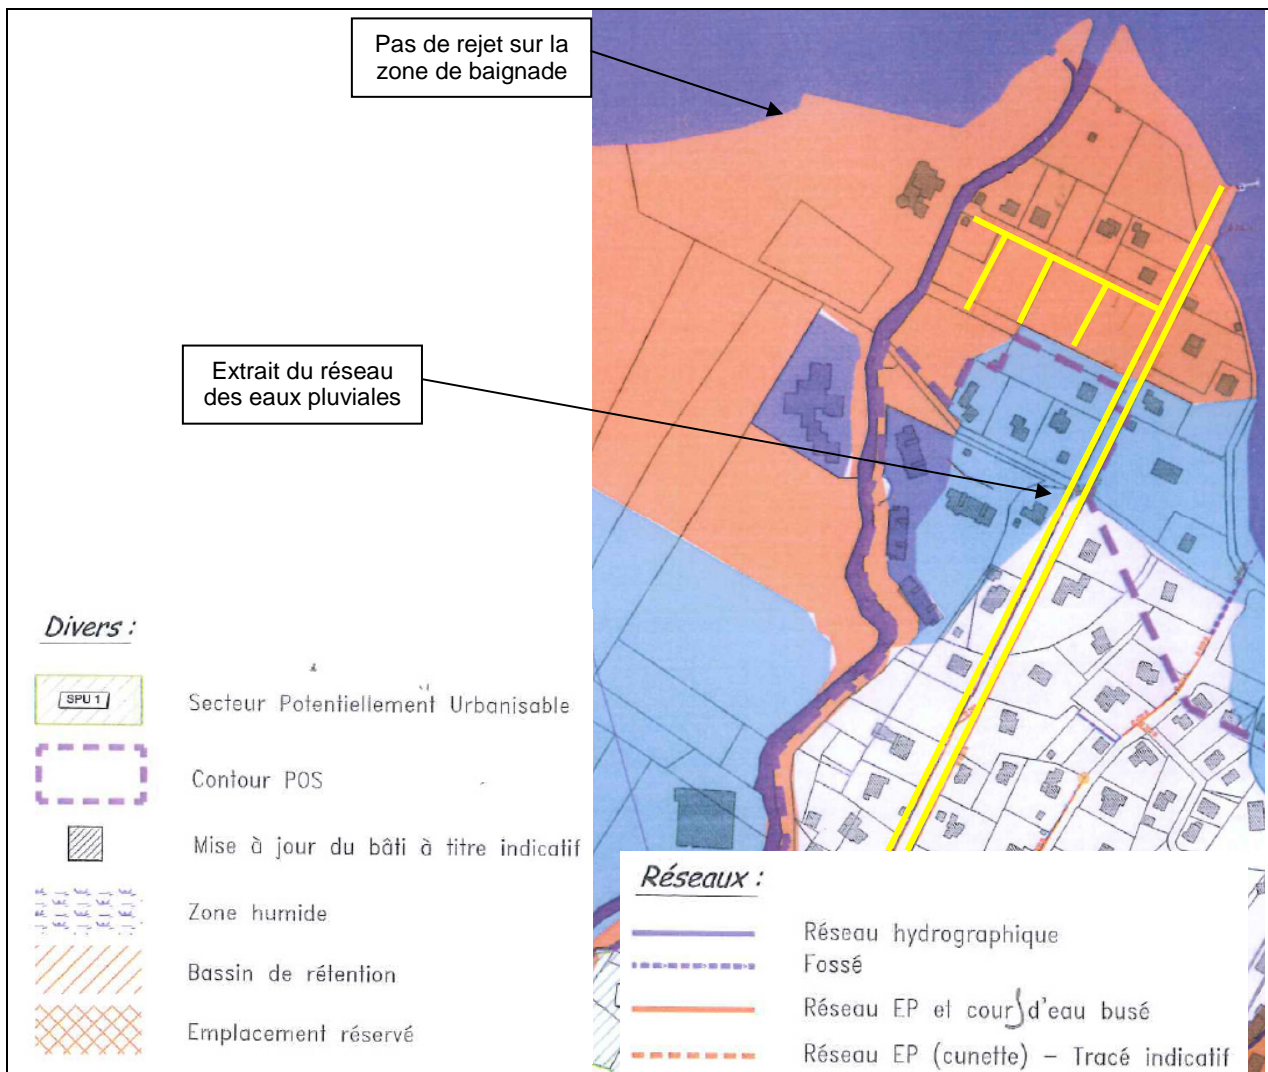 Pas de rejet sur la
zone de baignade
Extrait du réseau
des eaux pluviales
Divers :
SPU 1
Secteur Potentiellement Urbanisable
Contour POS
Mise à jour du bâti à titre indicatif
Zone humide
Bassin de rétention
Emplacement réservé
Réseaux :
Réseau hydrographique
Fossé
Réseau EP et cours d'eau busé
Réseau EP (cunette) – Tracé indicatif